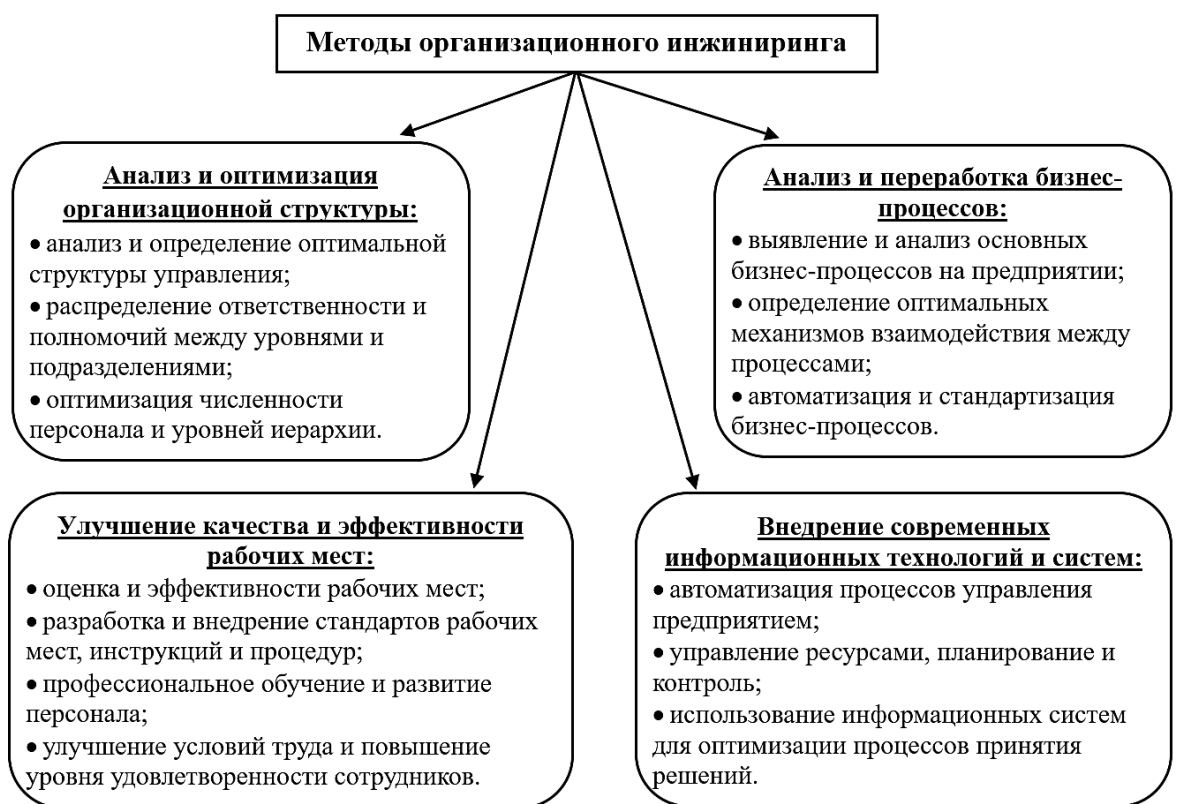 Методы организационного инжиниринга
Анализ и оптимизация
организационной структуры:
• анализ и определение оптимальной
структуры управления;
• распределение ответственности и
полномочий между уровнями и
подразделениями;
• оптимизация численности
персонала и уровней иерархии.
Анализ и переработка бизнес-
процессов:
• выявление и анализ основных
бизнес-процессов на предприятии;
• определение оптимальных
механизмов взаимодействия между
процессами;
• автоматизация и стандартизация
бизнес-процессов.
Улучшение качества и эффективности
рабочих мест:
• оценка и эффективности рабочих мест;
• разработка и внедрение стандартов рабочих
мест, инструкций и процедур;
• профессиональное обучение и развитие
персонала;
• улучшение условий труда и повышение
уровня удовлетворенности сотрудников.
Внедрение современных
информационных технологий и систем:
• автоматизация процессов управления
предприятием;
• управление ресурсами, планирование и
контроль;
• использование информационных систем
для оптимизации процессов принятия
решений.